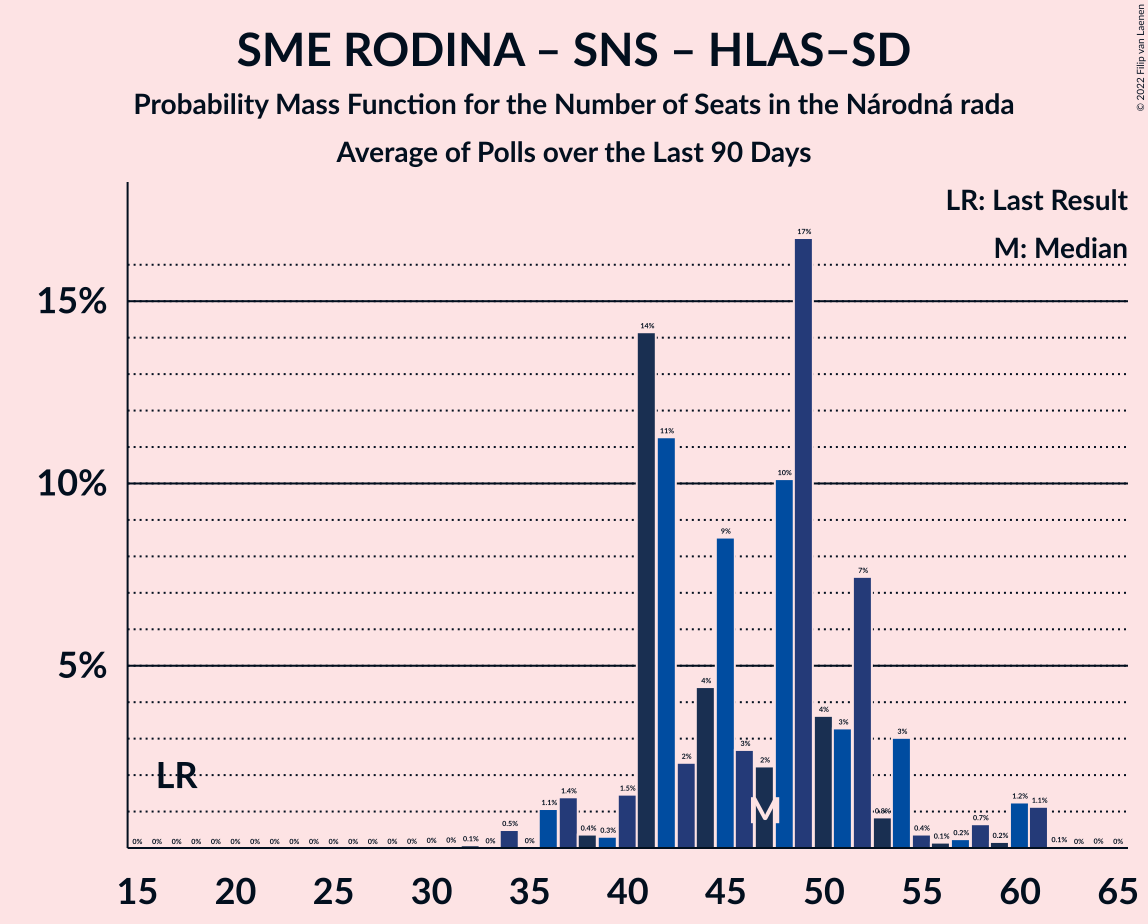 SME RODINA – SNS – HLAS–SD
Probability Mass Function for the Number of Seats in the Národná rada
Average of Polls over the Last 90 Days
© 2022 Filip van Laenen
LR: Last Result
M: Median
15%
10%
5%
LR
M
0% 0% 0% 0% 0% 0% 0% 0% 0% 0% 0% 0% 0% 0% 0% 0% 0% 0.1% 0% 0.5% 0% 1.1% 1.4% 0.4% 0.3% 1.5% 14% 11% 2% 4% 9% 3% 2% 10% 17% 4% 3% 7% 0.8% 3% 0.4% 0.1% 0.2% 0.7% 0.2% 1.2% 1.1% 0.1% 0% 0% 0%
15 20 25 30 35 40 45 50 55 60 65